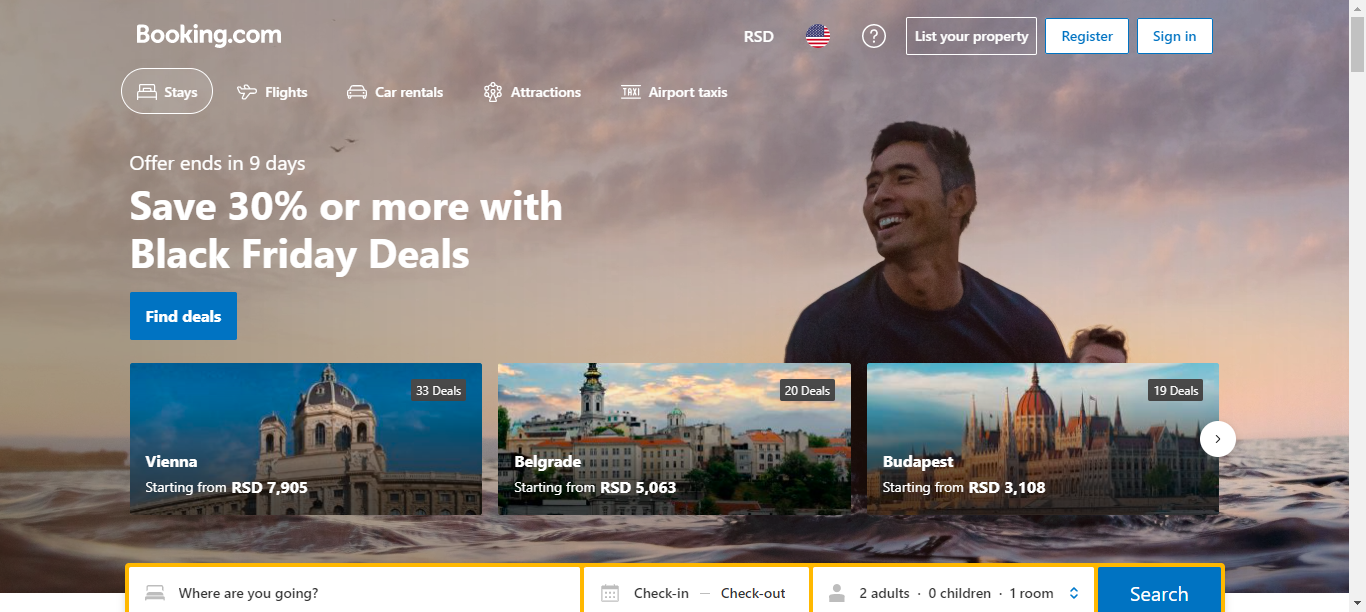 Booking.com
RSD
List your property
Register
Sign in
Stays
Flights
Car rentals
Attractions
TAXI Airport taxis
Offer ends in 9 days
Save 30% or more with
Black Friday Deals
Find deals
33 Deals
Vienna
Starting from RSD 7,905
20 Deals
Belgrade
Starting from RSD 5,063
19 Deals
Budapest
Starting from RSD 3,108
Where are you going?
Check-in — Check-out
2 adults · 0 children · 1 room
Search